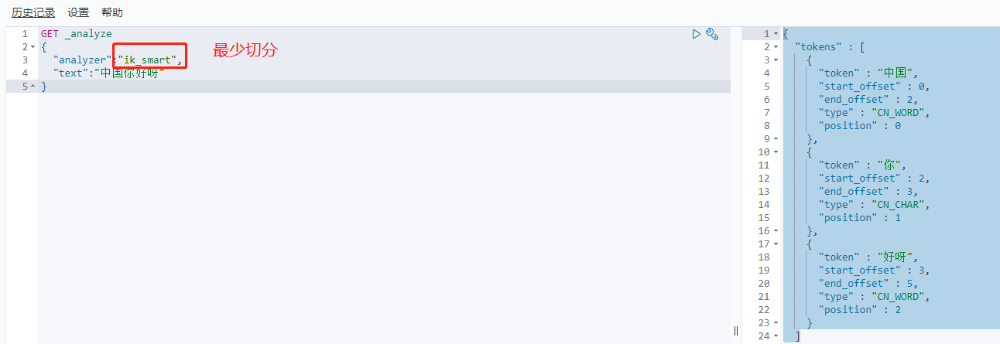 历史记录 设置 帮助
1 GET _analyze
2 {
3 "analyzer":"ik_smart", 最少切分
4 "text":"中国你好呀"
5 }
1 {
2 "tokens" : [
3 {
4 "token" : "中国",
5 "start_offset" : 0,
6 "end_offset" : 2,
7 "type" : "CN_WORD",
8 "position" : 0
9 },
10 {
11 "token" : "你",
12 "start_offset" : 2,
13 "end_offset" : 3,
14 "type" : "CN_CHAR",
15 "position" : 1
16 },
17 {
18 "token" : "好呀",
19 "start_offset" : 3,
20 "end_offset" : 5,
21 "type" : "CN_WORD",
22 "position" : 2
23 }
24 ]